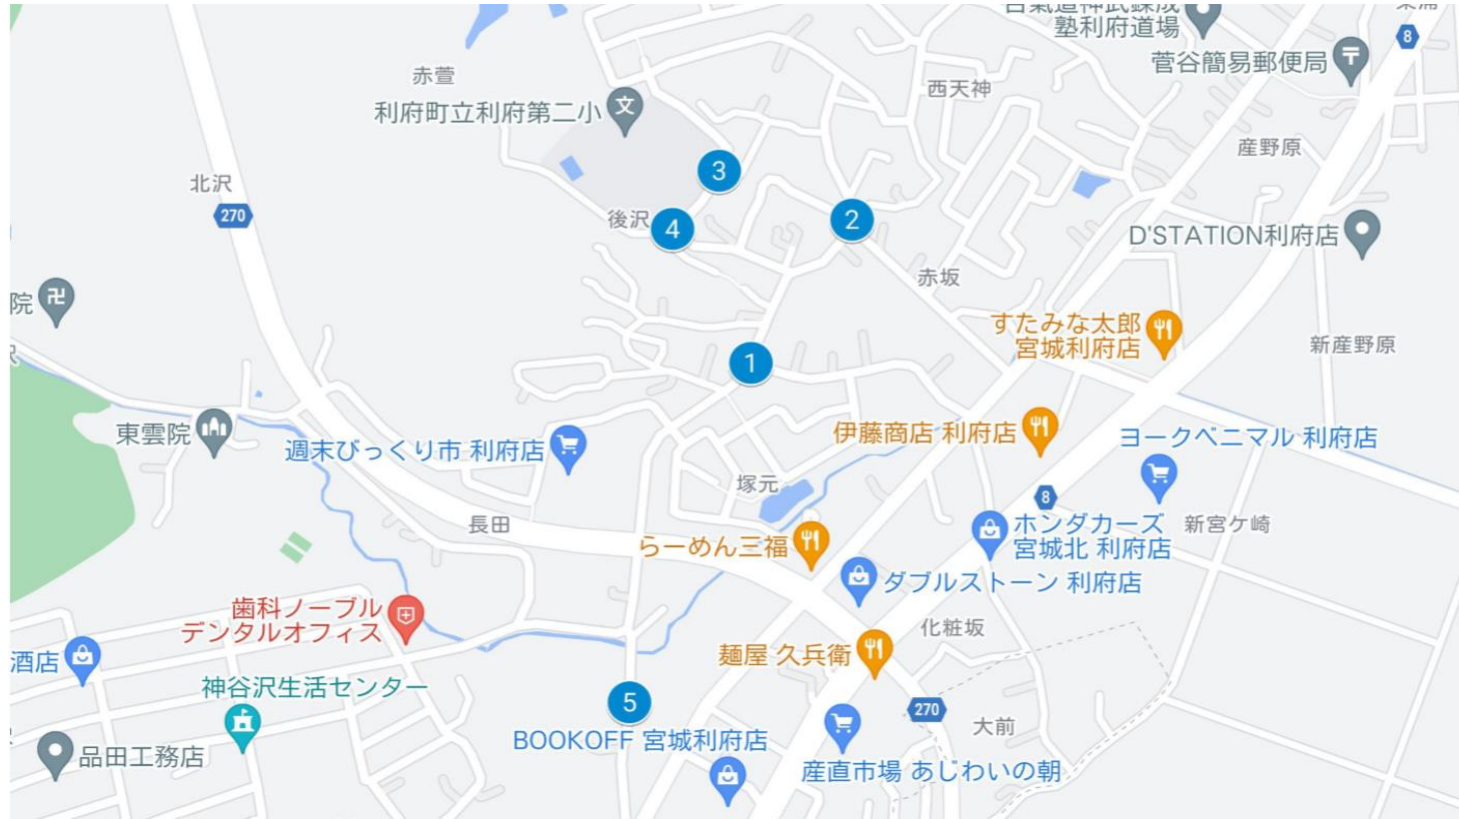 塾利府道場
8
菅谷簡易郵便局
赤萱
西天神
利府町立利府第二小
文
産野原
3
北沢
270
後沢
4
2
D'STATION利府店
赤坂
院
すたみな太郎
宮城利府店
新産野原
1
東雲院
週末びっくり市 利府店
伊藤商店 利府店
ヨークベニマル 利府店
塚元
8
長田
ホンダカーズ
宮城北 利府店
新宮ケ崎
らーめん三福
ダブルストーン 利府店
歯科ノーブル
デンタルオフィス
化粧坂
酒店
麺屋 久兵衛
神谷沢生活センター
5
270
大前
BOOKOFF 宮城利府店
品田工務店
産直市場 あじわいの朝